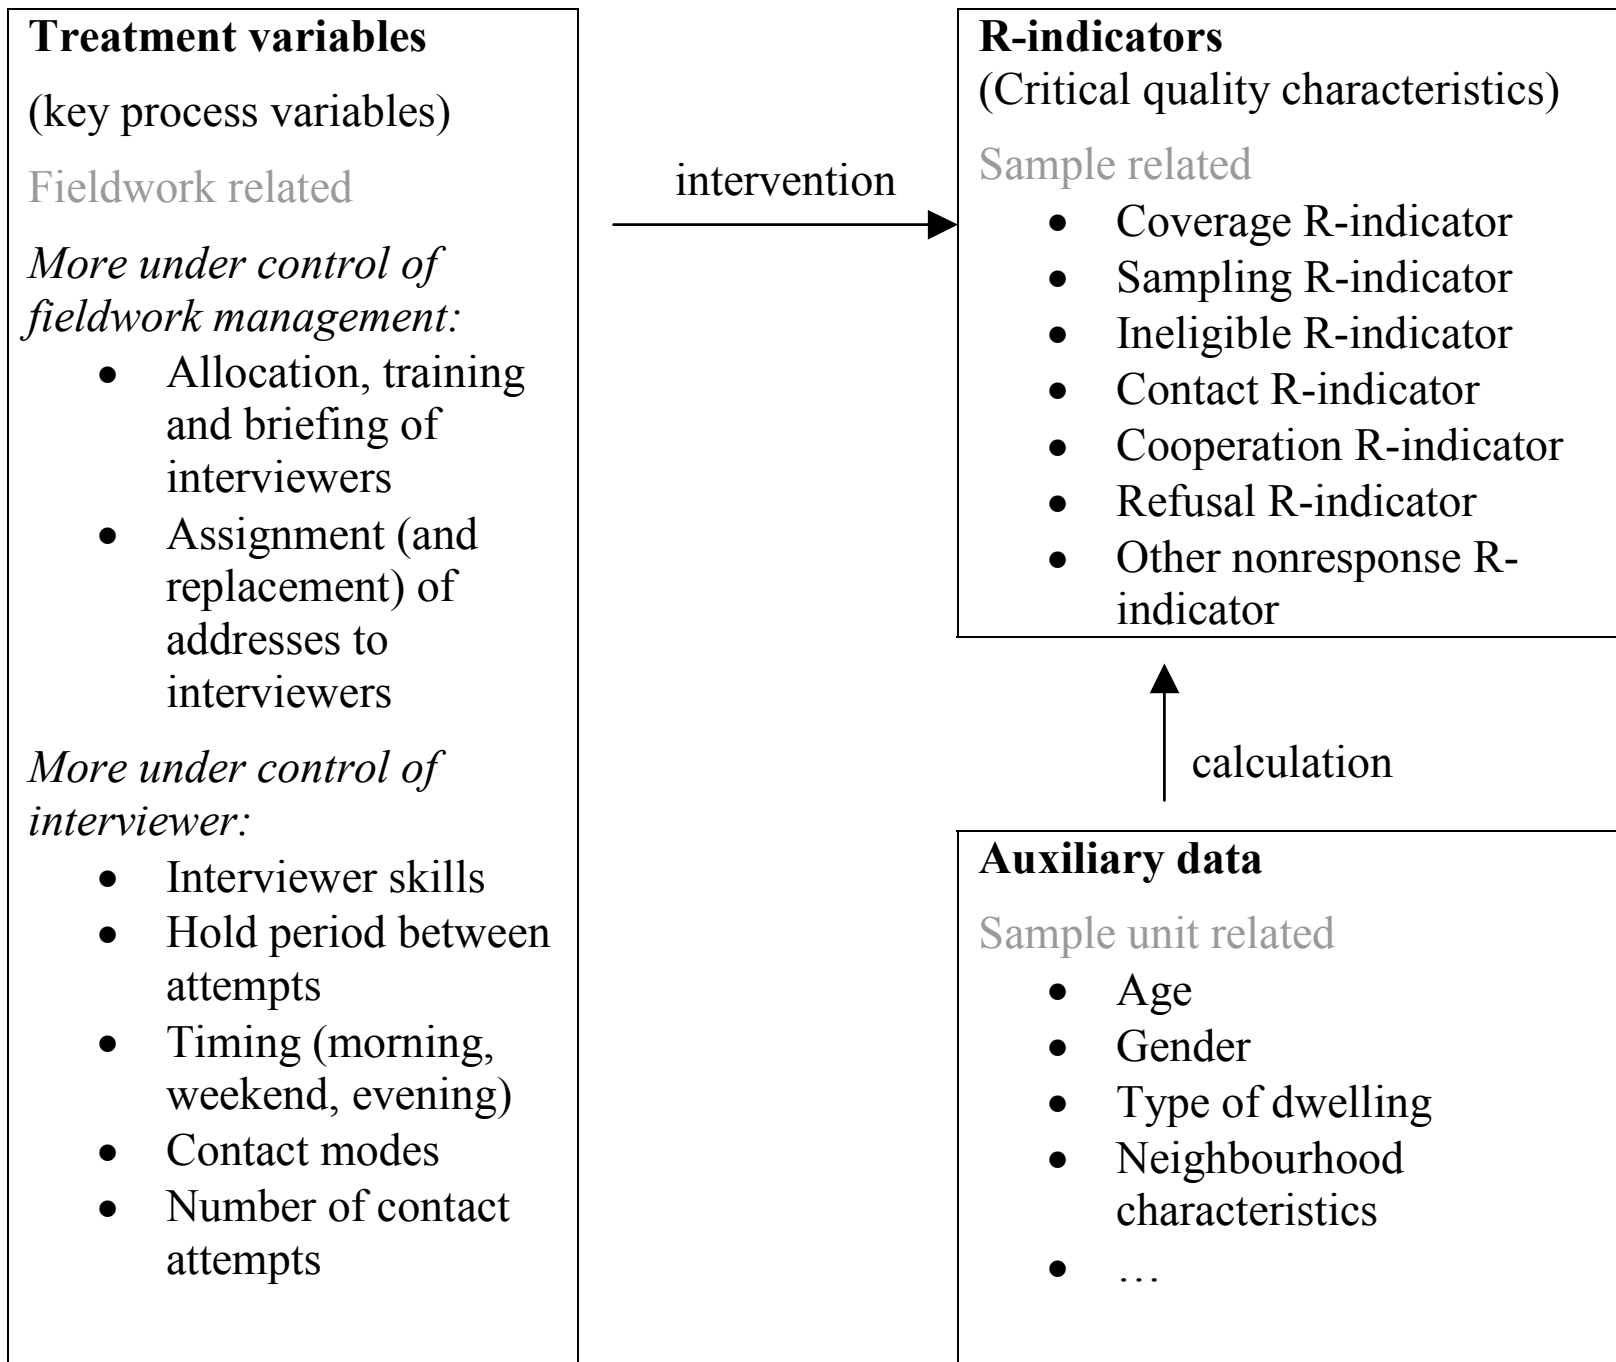 Treatment variables
(key process variables)
Fieldwork related
More under control of
fieldwork management:
• Allocation, training
and briefing of
interviewers
• Assignment (and
replacement) of
addresses to
interviewers
More under control of
interviewer:
• Interviewer skills
• Hold period between
attempts
• Timing (morning,
weekend, evening)
• Contact modes
• Number of contact
attempts
intervention
R-indicators
(Critical quality characteristics)
Sample related
• Coverage R-indicator
• Sampling R-indicator
• Ineligible R-indicator
• Contact R-indicator
• Cooperation R-indicator
• Refusal R-indicator
• Other nonresponse R-
indicator
calculation
Auxiliary data
Sample unit related
• Age
• Gender
• Type of dwelling
• Neighbourhood
characteristics
• …